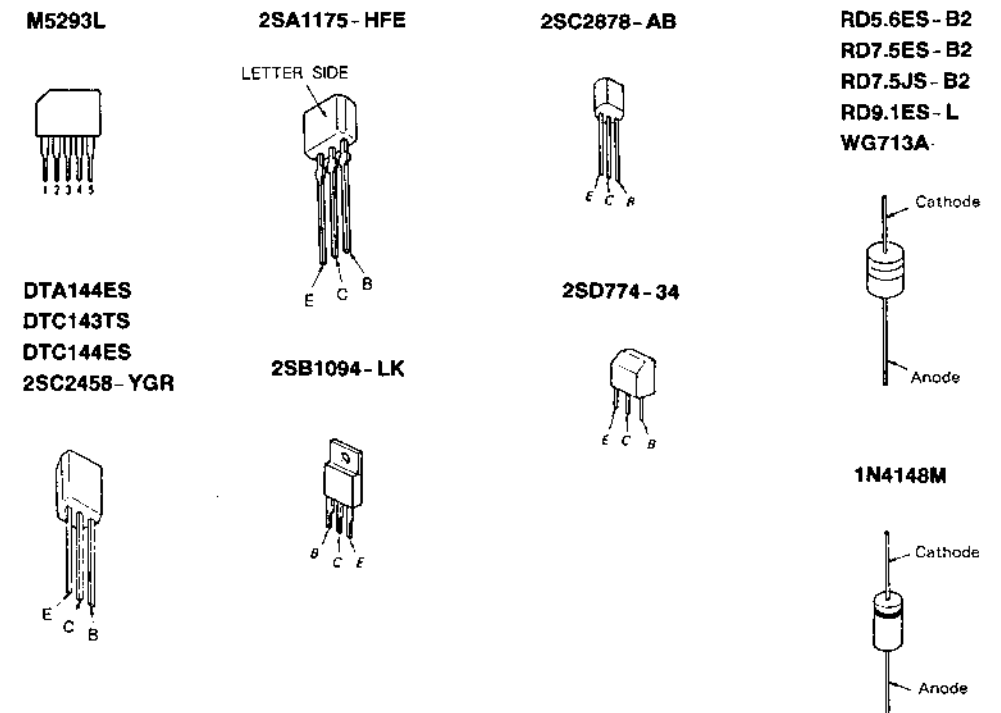 M5293L
1 2 3 4 5
2SA1175-HFE
LETTER SIDE
E C B
2SC2878-AB
E C B
RD5.6ES-B2
RD7.5ES-B2
RD7.5JS-B2
RD9.1ES-L
WG713A
Cathode
Anode
DTA144ES
DTC143TS
DTC144ES
2SC2458-YGR
E C B
2SB1094-LK
B C E
2SD774-34
E C B
1N4148M
Cathode
Anode